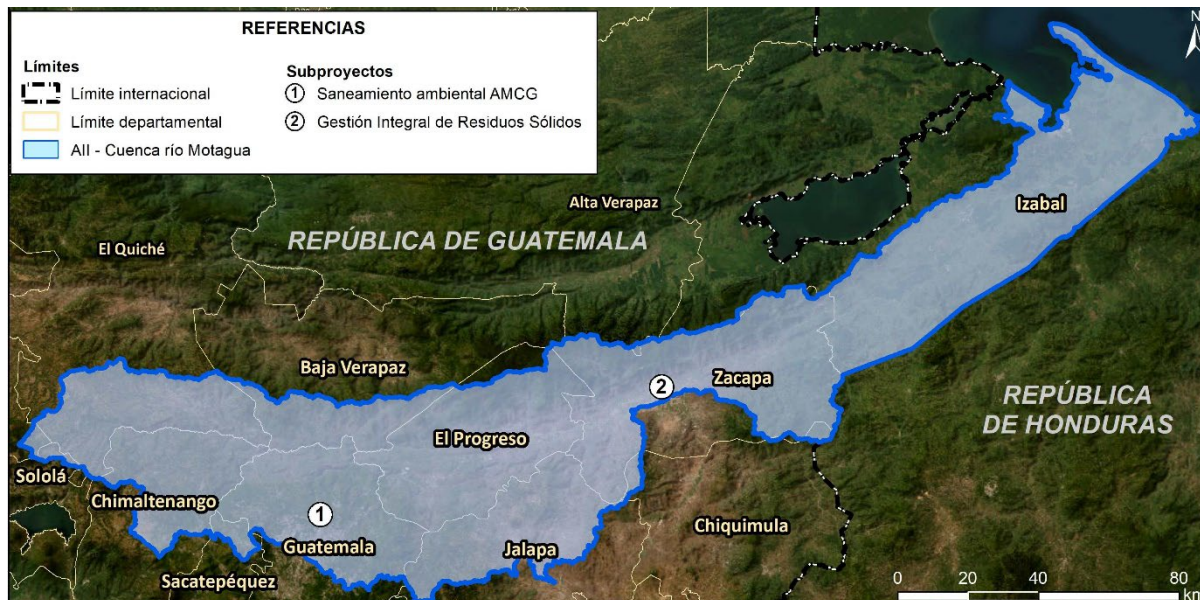 REFERENCIAS
Límites
Límite internacional
Límite departamental
AII - Cuenca río Motagua
Subproyectos
1 Saneamiento ambiental AMCG
2 Gestión Integral de Residuos Sólidos
N
Izabal
Alta Verapaz
El Quiché
REPÚBLICA DE GUATEMALA
Baja Verapaz
2
Zacapa
REPÚBLICA
DE HONDURAS
El Progreso
Sololá
Chimaltenango
1
Guatemala
Chiquimula
Jalapa
Sacatepéquez
0 20 40 80
km